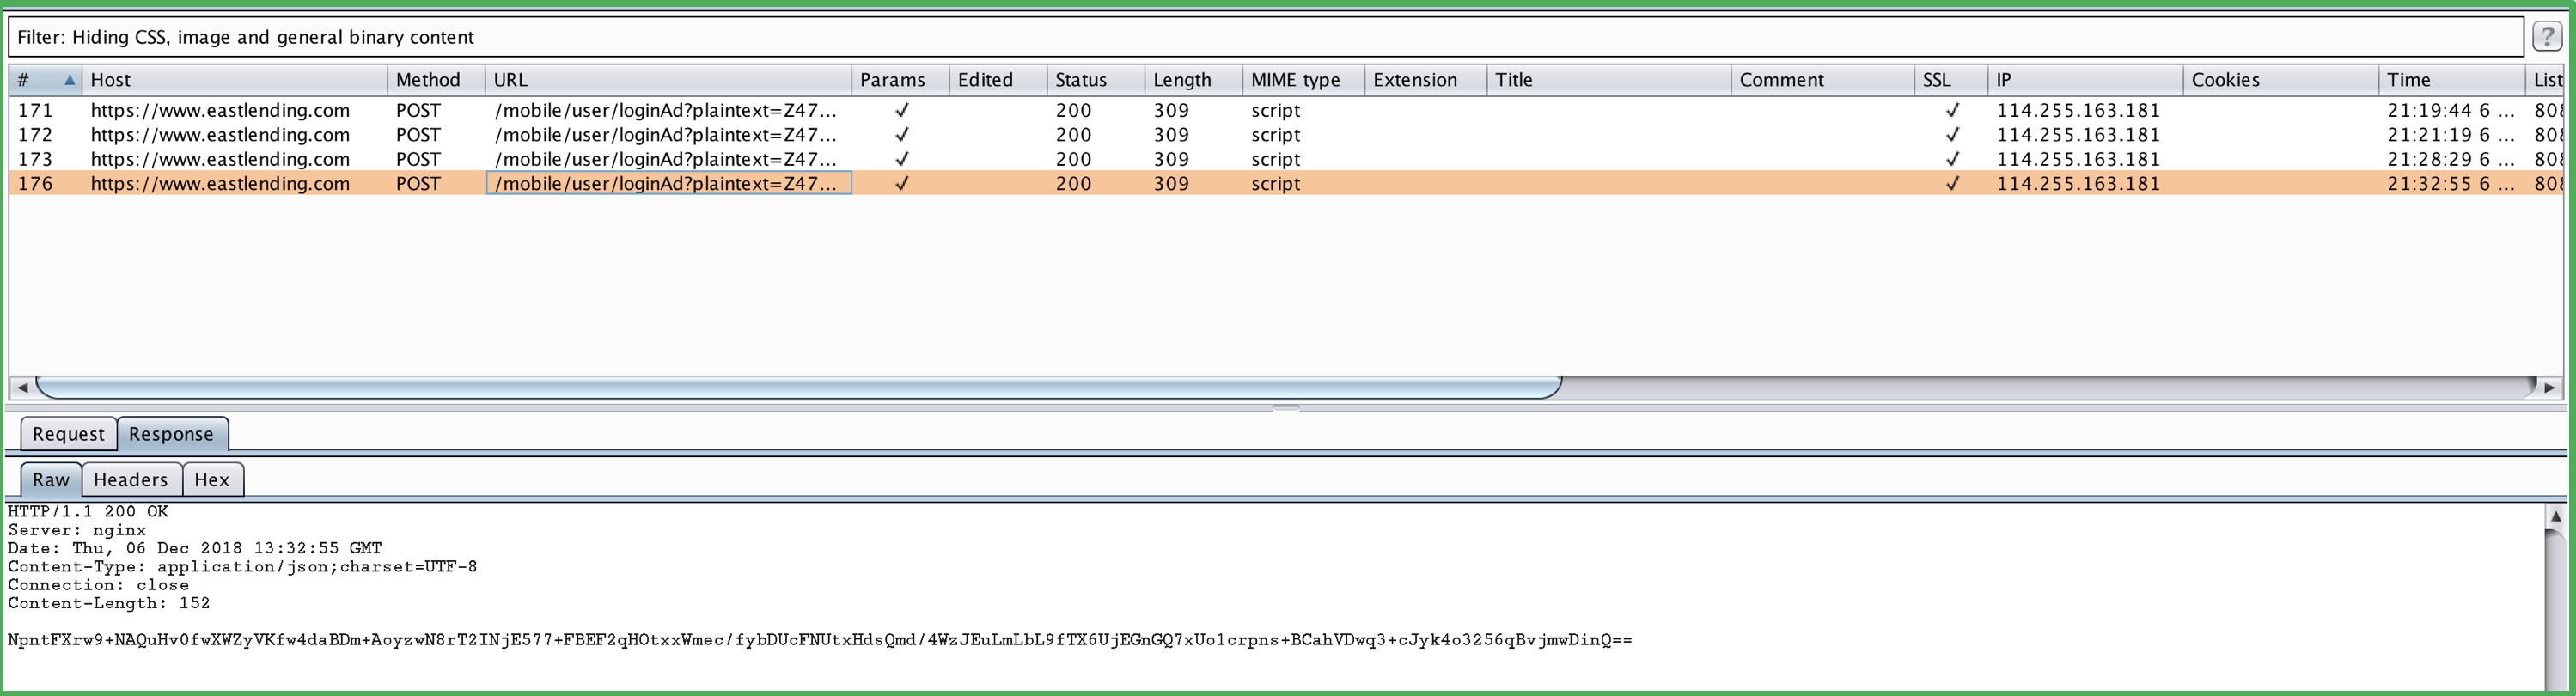 Filter: Hiding CSS, image and general binary content ?
# Host Method URL Params Edited Status Length MIME type Extension Title Comment SSL IP Cookies Time List
171 https://www.eastlending.com POST /mobile/user/loginAd?plaintext=Z47... ✓ 200 309 script ✓ 114.255.163.181 21:19:44 6 ... 808
172 https://www.eastlending.com POST /mobile/user/loginAd?plaintext=Z47... ✓ 200 309 script ✓ 114.255.163.181 21:21:19 6 ... 808
173 https://www.eastlending.com POST /mobile/user/loginAd?plaintext=Z47... ✓ 200 309 script ✓ 114.255.163.181 21:28:29 6 ... 808
176 https://www.eastlending.com POST /mobile/user/loginAd?plaintext=Z47... ✓ 200 309 script ✓ 114.255.163.181 21:32:55 6 ... 808
Request Response
Raw Headers Hex
HTTP/1.1 200 OK
Server: nginx
Date: Thu, 06 Dec 2018 13:32:55 GMT
Content-Type: application/json;charset=UTF-8
Connection: close
Content-Length: 152
NpntFXrw9+NAQuHv0fwXWZyVKfw4daBDm+AoyzwN8rT2INjE577+FBEF2qHOtxxWmec/fybDUcFNUtxHdsQmd/4WzJEuLmLbL9fTX6UjEGnGQ7xUo1crpns+BCahVDwq3+cJyk4o3256qBvjmwDinQ==